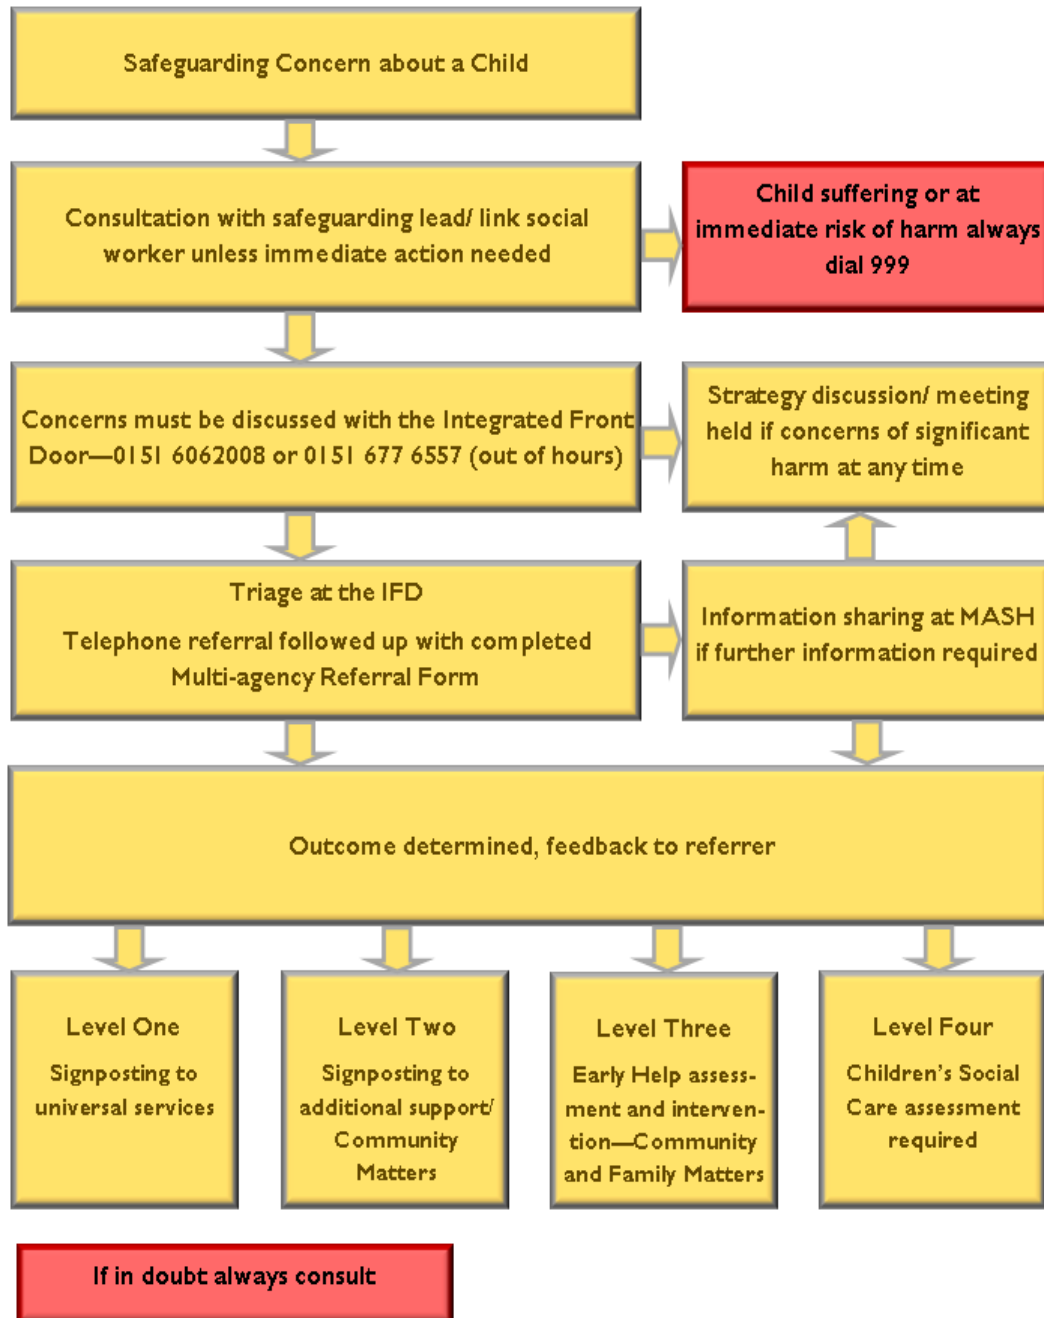 Safeguarding Concern about a Child
Consultation with safeguarding lead/ link social
worker unless immediate action needed
Child suffering or at
immediate risk of harm always
dial 999
Concerns must be discussed with the Integrated Front
Door—0151 6062008 or 0151 677 6557 (out of hours)
Strategy discussion/ meeting
held if concerns of significant
harm at any time
Triage at the IFD
Telephone referral followed up with completed
Multi-agency Referral Form
Information sharing at MASH
if further information required
Outcome determined, feedback to referrer
Level One
Signposting to
universal services
Level Two
Signposting to
additional support/
Community
Matters
Level Three
Early Help assess-
ment and interven-
tion—Community
and Family Matters
Level Four
Children's Social
Care assessment
required
If in doubt always consult